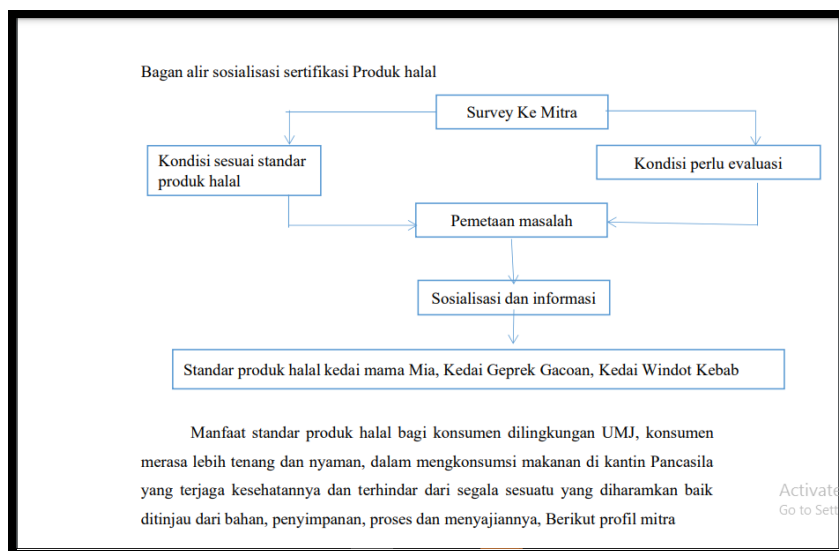 Bagan alir sosialisasi sertifikasi Produk halal
Survey Ke Mitra
Kondisi sesuai standar
produk halal
Kondisi perlu evaluasi
Pemetaan masalah
Sosialisasi dan informasi
Standar produk halal kedai mama Mia, Kedai Geprek Gacoan, Kedai Windot Kebab
Manfaat standar produk halal bagi konsumen dilingkungan UMJ, konsumen
merasa lebih tenang dan nyaman, dalam mengkonsumsi makanan di kantin Pancasila
yang terjaga kesehatannya dan terhindar dari segala sesuatu yang diharamkan baik
ditinjau dari bahan, penyimpanan, proses dan menyajiannya, Berikut profil mitra
Activate
Go to Sett